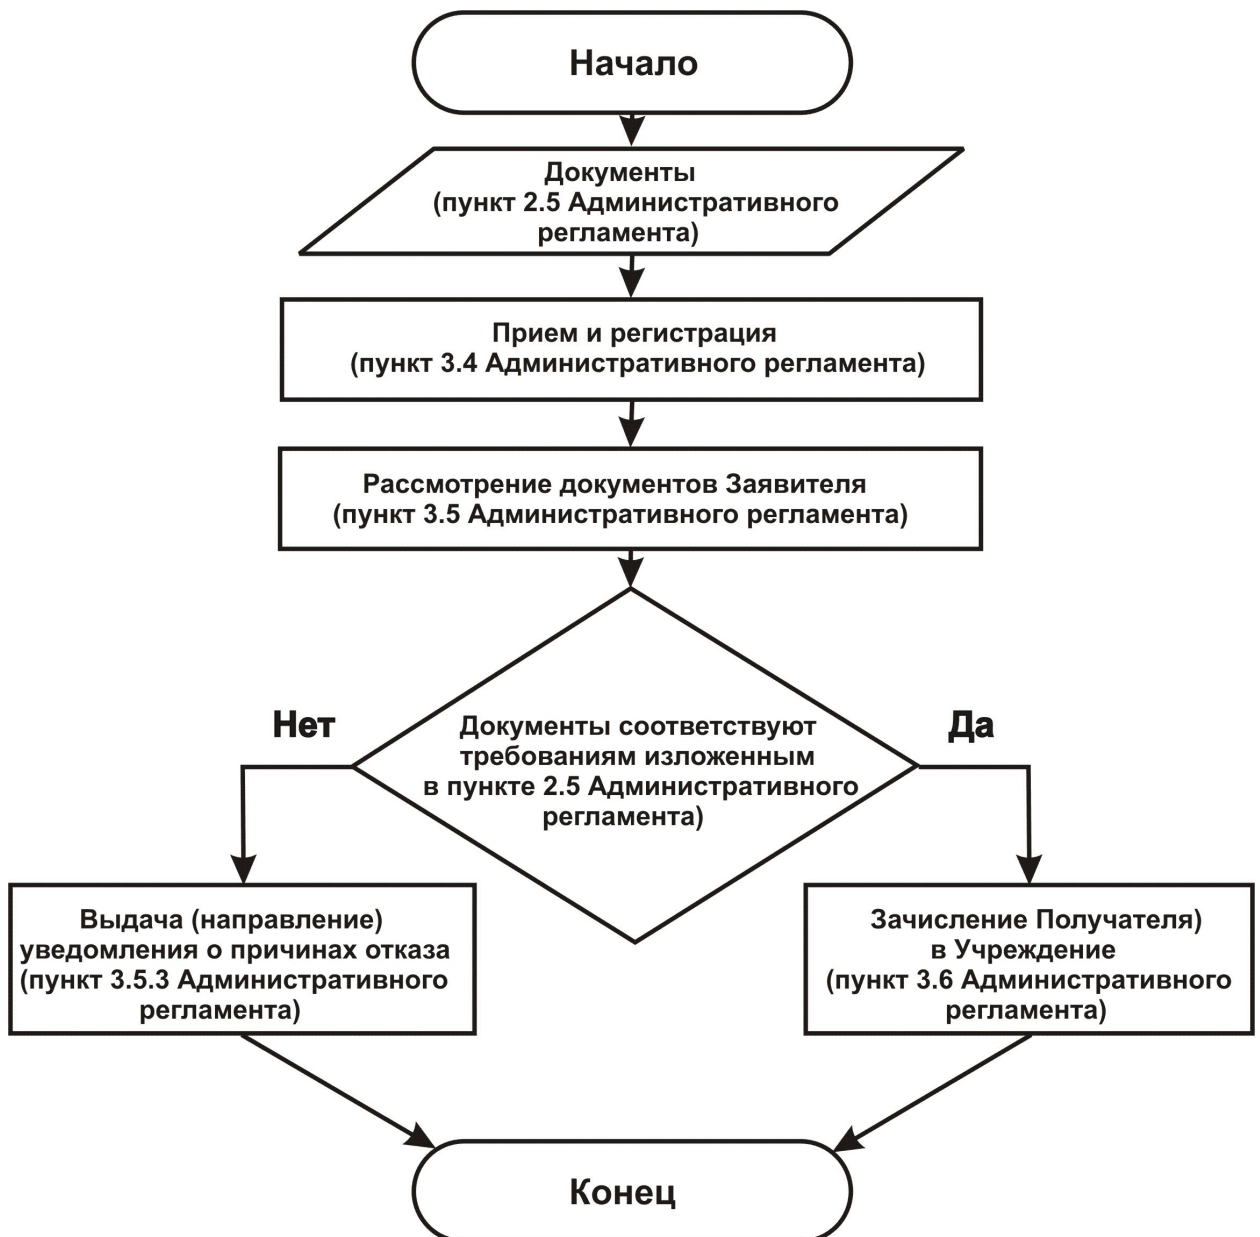 Начало
Документы
(пункт 2.5 Административного
регламента)
Прием и регистрация
(пункт 3.4 Административного регламента)
Рассмотрение документов Заявителя
(пункт 3.5 Административного регламента)
Нет
Да
Документы соответствуют
требованиям изложенным
в пункте 2.5 Административного
регламента)
Выдача (направление)
уведомления о причинах отказа
(пункт 3.5.3 Административного
регламента)
Зачисление Получателя)
в Учреждение
(пункт 3.6 Административного
регламента)
Конец